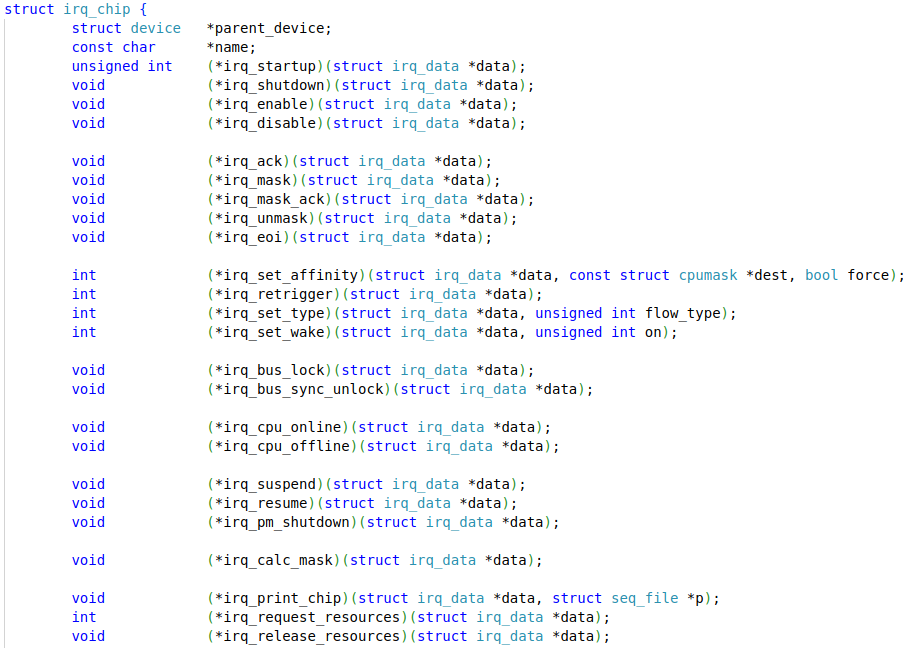 struct irq_chip {
struct device *parent_device;
const char *name;
unsigned int (*irq_startup)(struct irq_data *data);
void (*irq_shutdown)(struct irq_data *data);
void (*irq_enable)(struct irq_data *data);
void (*irq_disable)(struct irq_data *data);
void (*irq_ack)(struct irq_data *data);
void (*irq_mask)(struct irq_data *data);
void (*irq_mask_ack)(struct irq_data *data);
void (*irq_unmask)(struct irq_data *data);
void (*irq_eoi)(struct irq_data *data);
int (*irq_set_affinity)(struct irq_data *data, const struct cpumask *dest, bool force);
int (*irq_retrigger)(struct irq_data *data);
int (*irq_set_type)(struct irq_data *data, unsigned int flow_type);
int (*irq_set_wake)(struct irq_data *data, unsigned int on);
void (*irq_bus_lock)(struct irq_data *data);
void (*irq_bus_sync_unlock)(struct irq_data *data);
void (*irq_cpu_online)(struct irq_data *data);
void (*irq_cpu_offline)(struct irq_data *data);
void (*irq_suspend)(struct irq_data *data);
void (*irq_resume)(struct irq_data *data);
void (*irq_pm_shutdown)(struct irq_data *data);
void (*irq_calc_mask)(struct irq_data *data);
void (*irq_print_chip)(struct irq_data *data, struct seq_file *p);
int (*irq_request_resources)(struct irq_data *data);
void (*irq_release_resources)(struct irq_data *data);